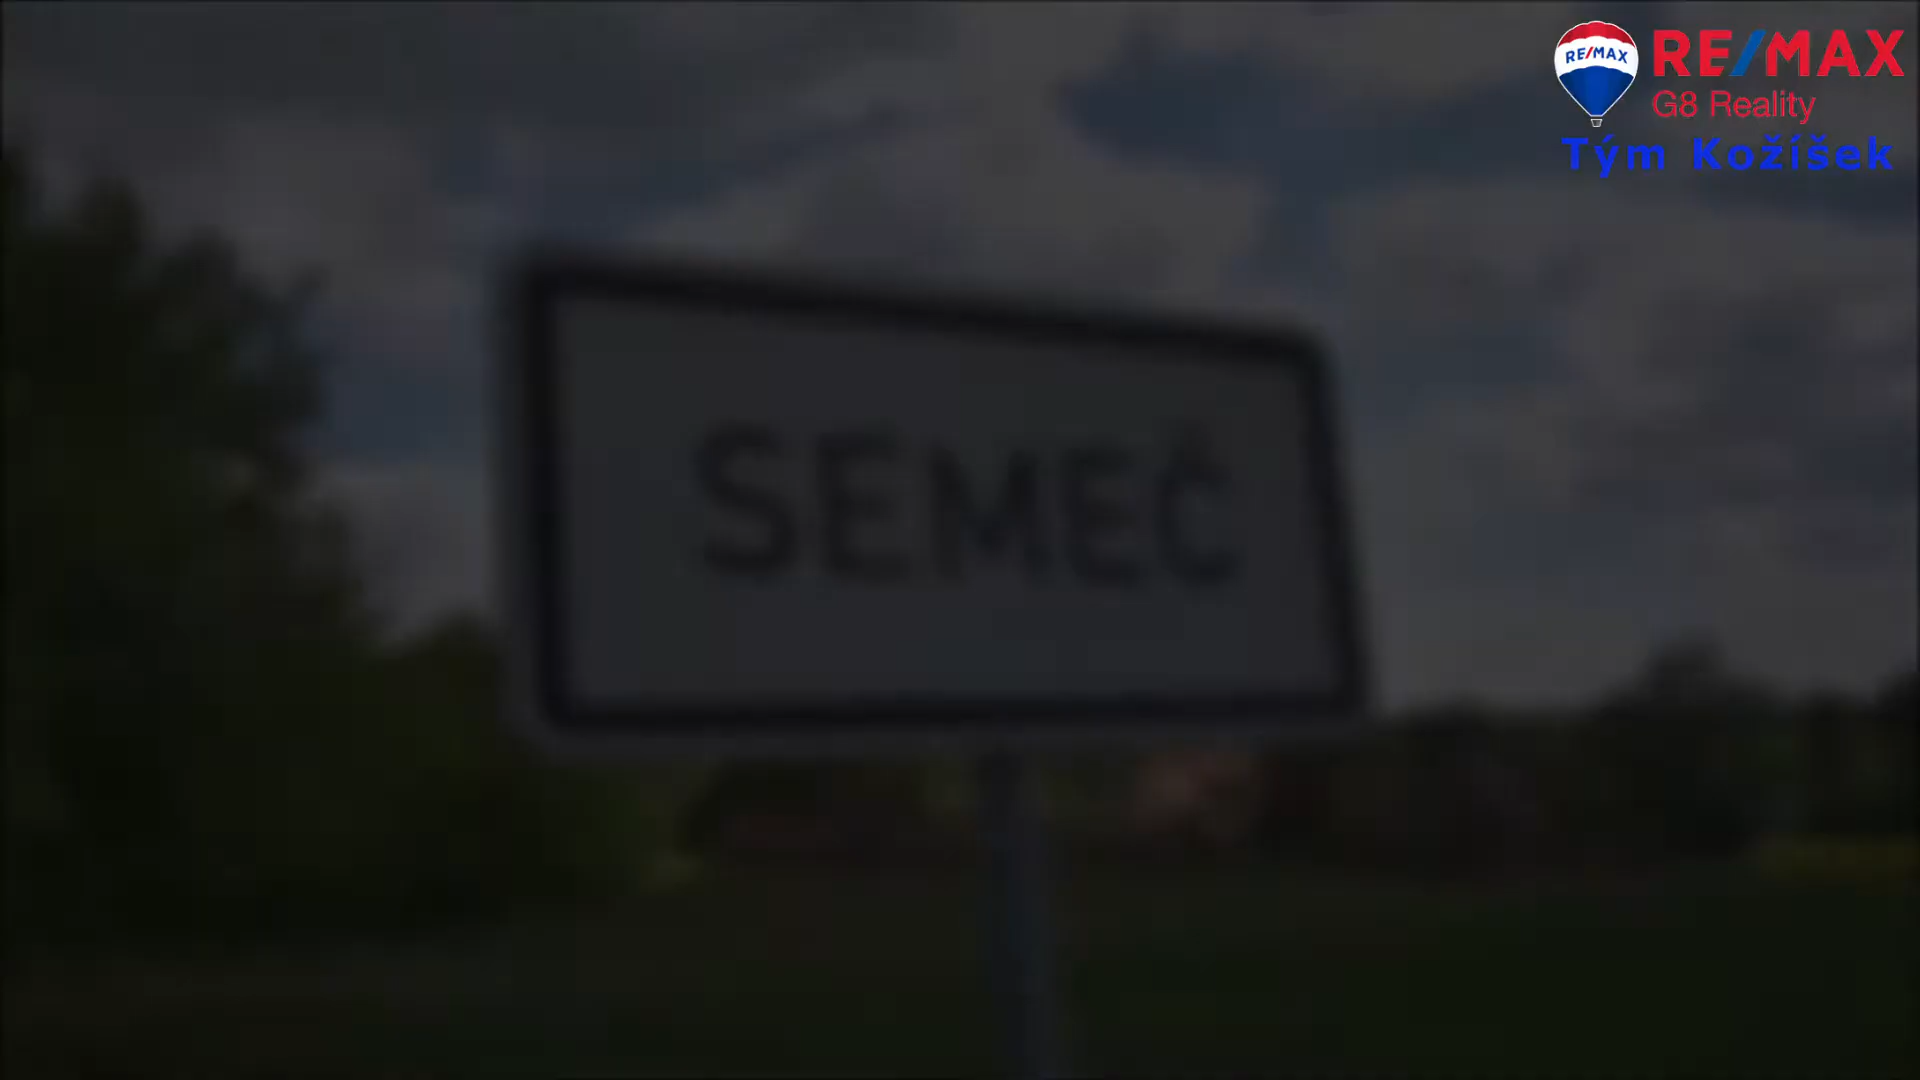 RE/MAX
RE/MAX
G8 Reality
Tým Kožíšek
SEMEČ